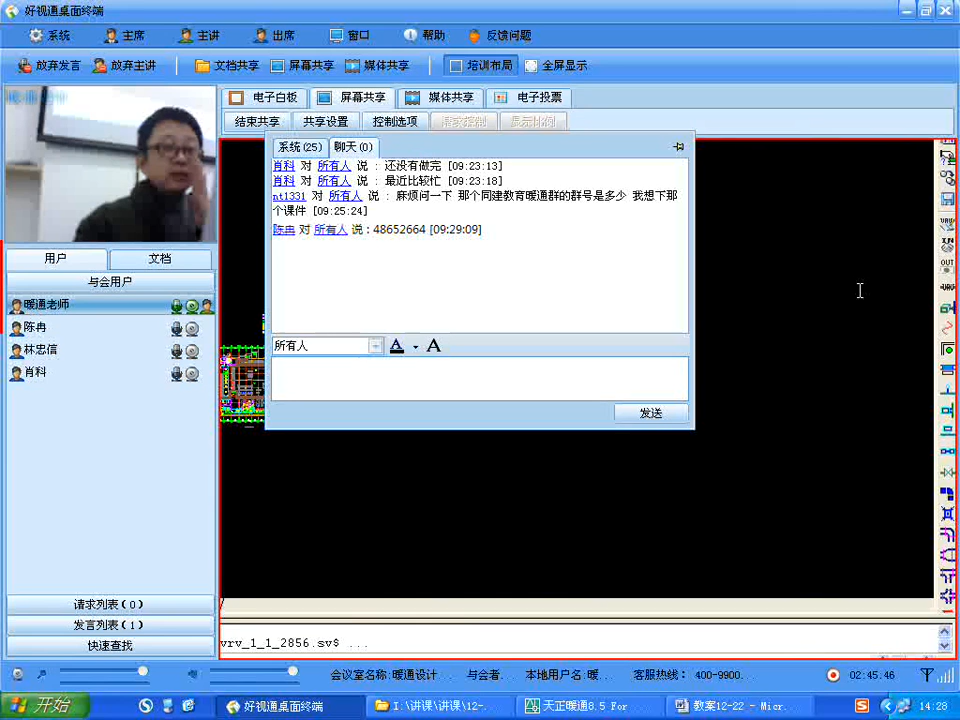 好视通桌面终端
系统 主席 主讲 出席 窗口 帮助 反馈问题
放弃发言 放弃主讲 文档共享 屏幕共享 媒体共享 培训布局 全屏显示
电子白板 屏幕共享 媒体共享 电子投票
结束共享 共享设置 控制选项
系统(25) 聊天(0)
肖科 对 所有人 说 : 还没有做完 [09:23:13]
肖科 对 所有人 说 : 最近比较忙 [09:23:18]
nt1331 对 所有人 说 : 麻烦问一下 那个同建教育暖通群的群号是多少 我想下那
个课件 [09:25:24]
陈冉 对 所有人 说 : 48652664 [09:29:09]
所有人
A A
发送
用户 文档
与会用户
暖通老师
陈冉
林忠信
肖科
OUT
请求列表(0)
发言列表(1)
快速查找
vrv_1_1_2856.sv$ ...
会议室名称:暖通设计 与会者. 本地用户名:暖.. 客服热线: 400-9900. 02:45.46
开始 好视通桌面终端 I:\讲课\讲课\12-. 天正暖通8.5 For 教案12-22 - Micr. 14:28